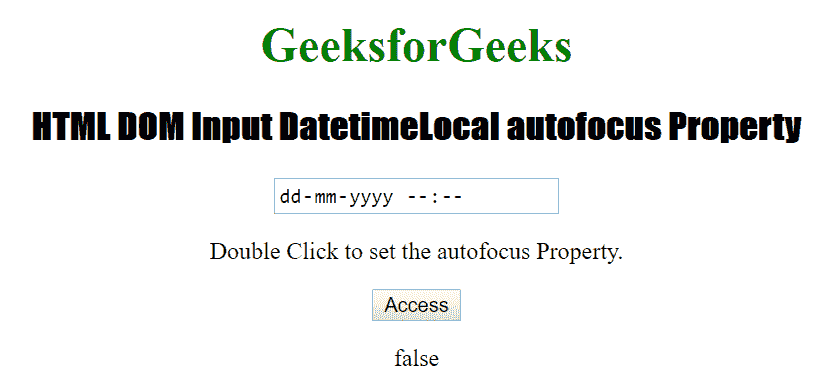 GeeksforGeeks
HTML DOM Input DatetimeLocal autofocus Property
dd-mm-yyyy --:--
Double Click to set the autofocus Property.
Access
false